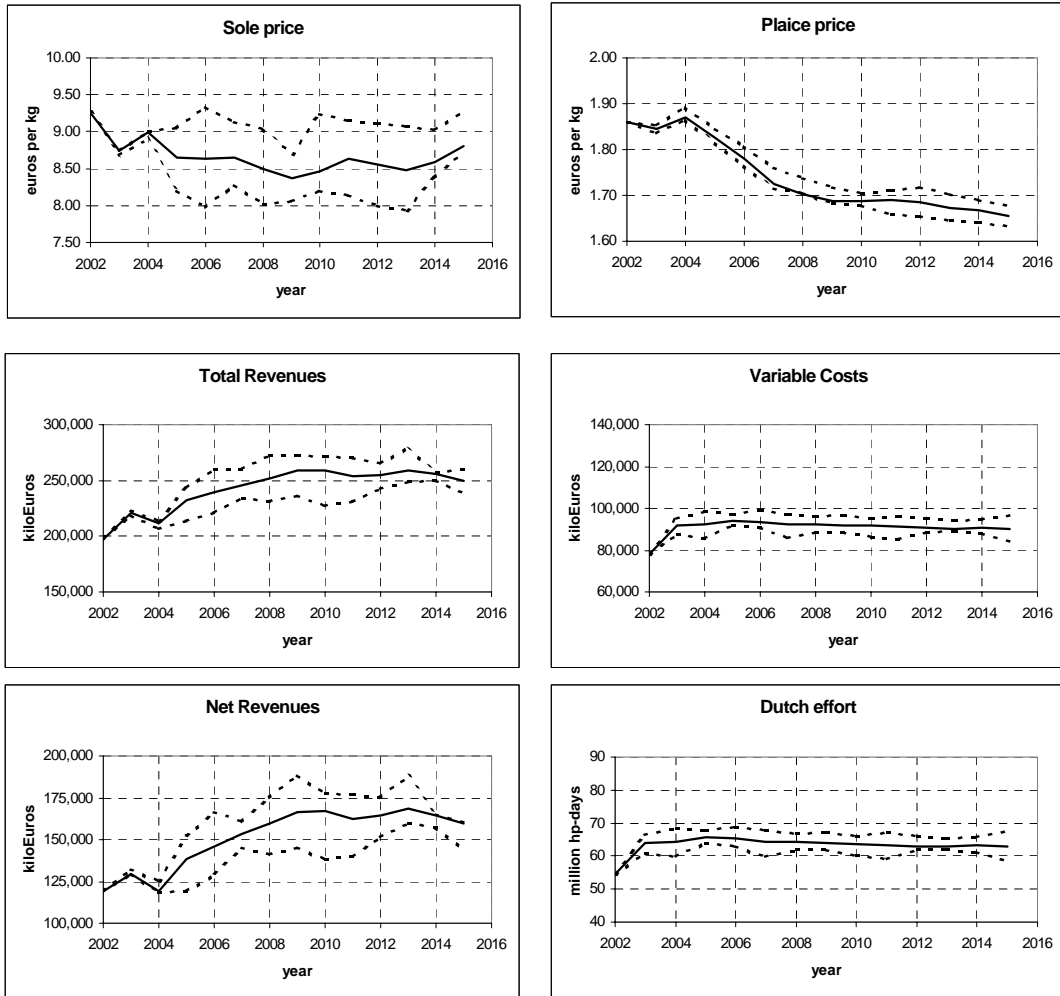 Sole price
10.00
9.50
9.00
8.50
8.00
7.50
euros per kg
2002 2004 2006 2008 2010 2012 2014 2016
year
Plaice price
2.00
1.90
1.80
1.70
1.60
euros per kg
2002 2004 2006 2008 2010 2012 2014 2016
year
Total Revenues
300,000
250,000
200,000
150,000
kiloEuros
2002 2004 2006 2008 2010 2012 2014 2016
year
Variable Costs
140,000
120,000
100,000
80,000
60,000
kiloEuros
2002 2004 2006 2008 2010 2012 2014 2016
year
Net Revenues
200,000
175,000
150,000
125,000
100,000
kiloEuros
2002 2004 2006 2008 2010 2012 2014 2016
year
Dutch effort
90
80
70
60
50
40
million hp-days
2002 2004 2006 2008 2010 2012 2014 2016
year